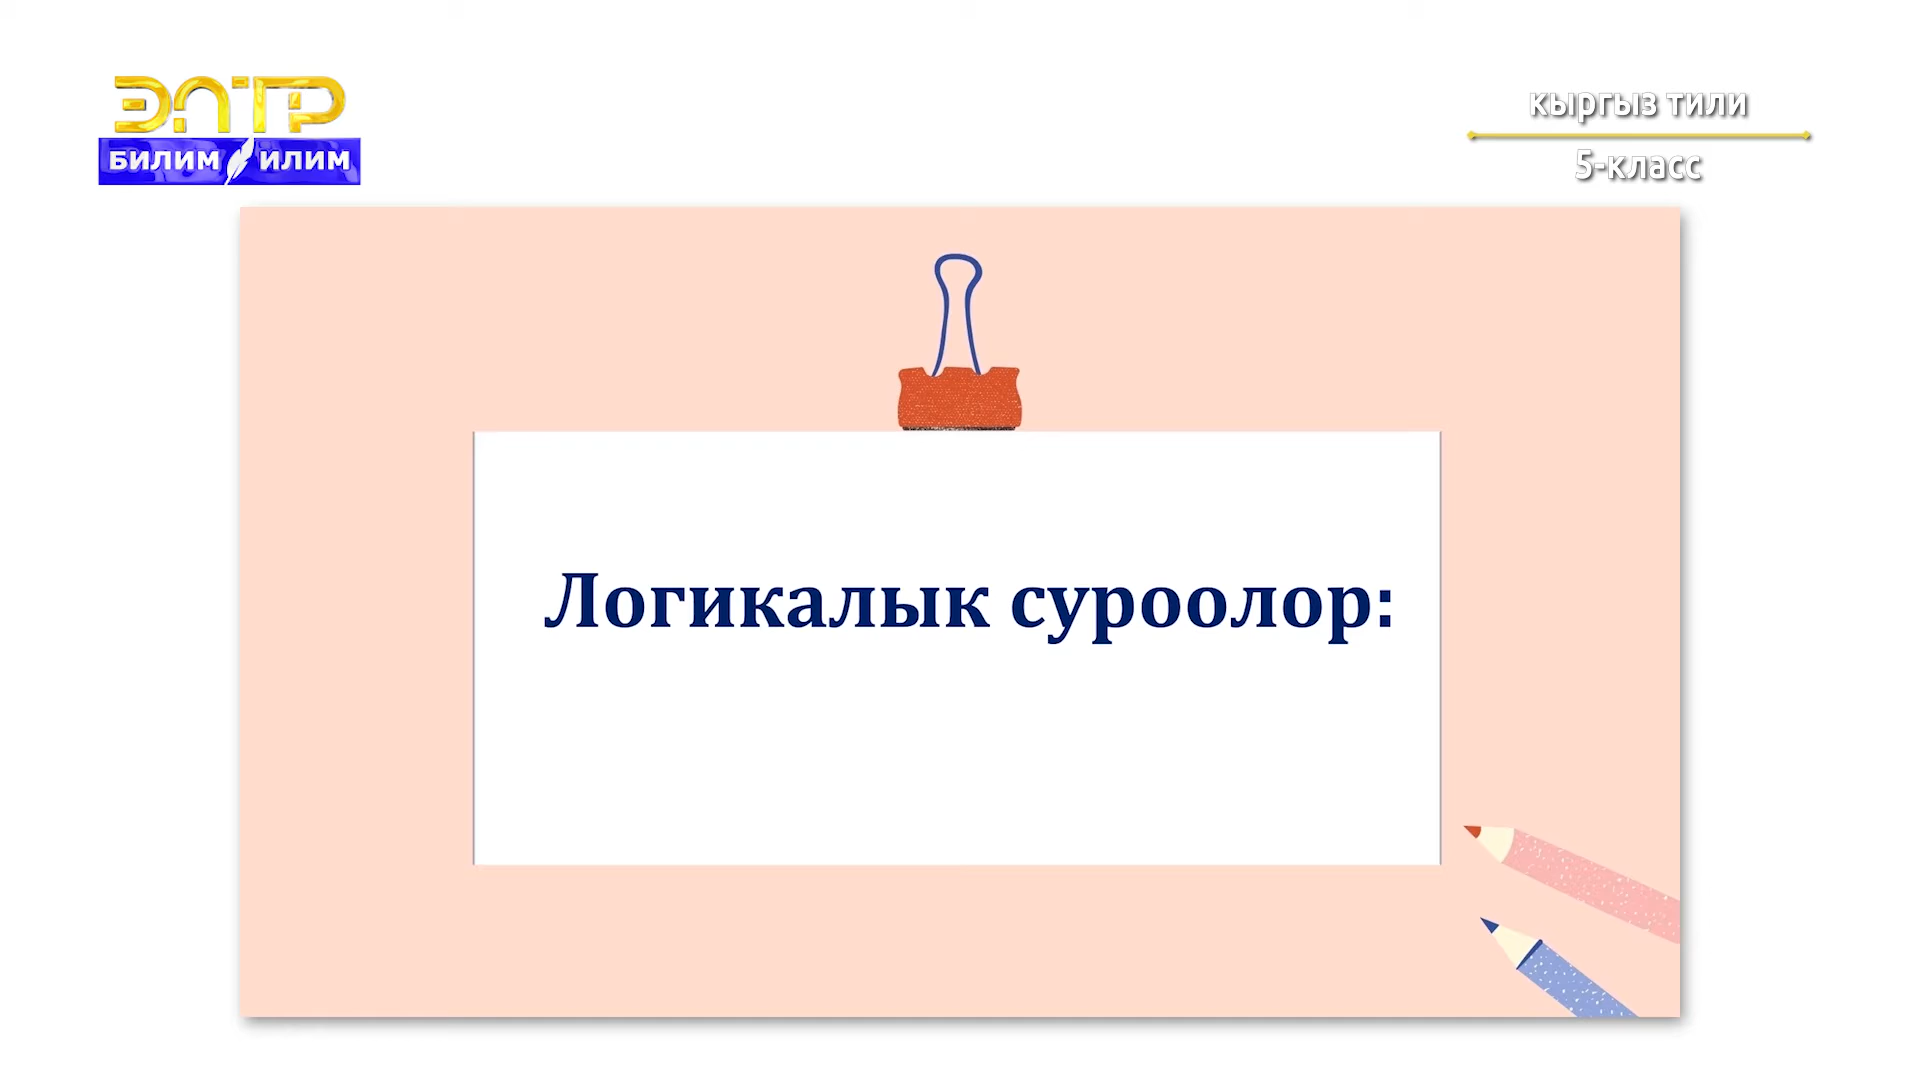 ЭЛТР
БИЛИМ ИЛИМ
кыргыз тили
5-класс
Логикалык суроолор: